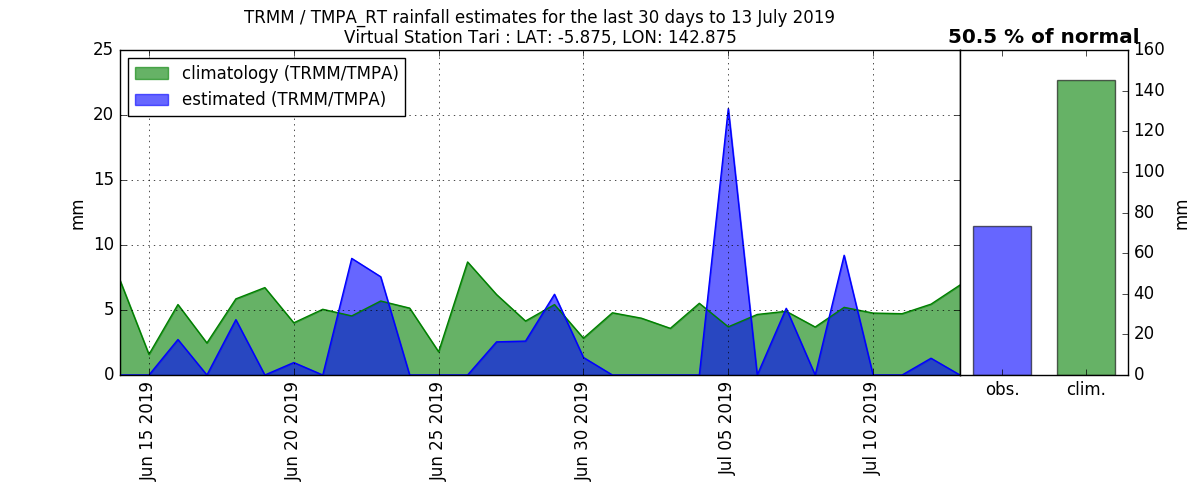 TRMM / TMPA_RT rainfall estimates for the last 30 days to 13 July 2019
Virtual Station Tari : LAT: -5.875, LON: 142.875
50.5 % of normal
climatology (TRMM/TMPA)
estimated (TRMM/TMPA)
25
20
15
10
5
0
mm
Jun 15 2019
Jun 20 2019
Jun 25 2019
Jun 30 2019
Jul 05 2019
Jul 10 2019
obs.
clim.
160
140
120
100
80
60
40
20
0
mm